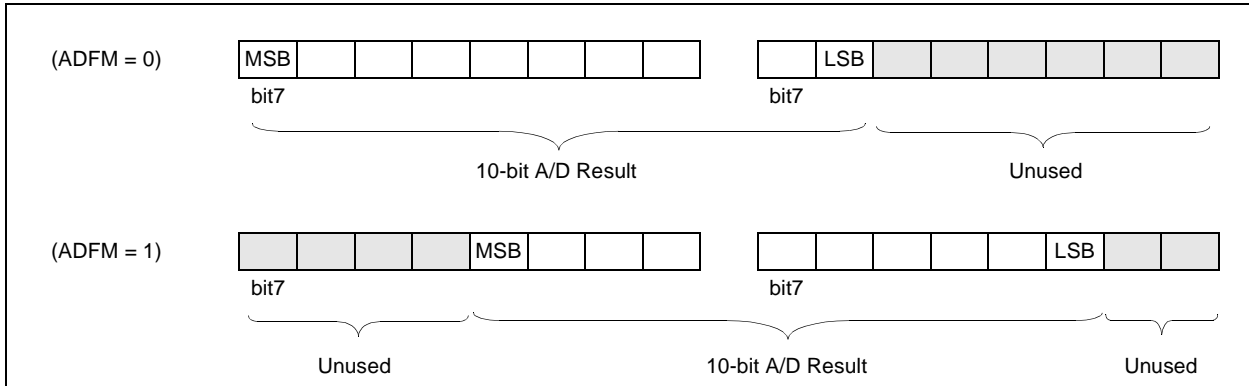 (ADFM = 0)
MSB
LSB
bit7
bit7
10-bit A/D Result
Unused
(ADFM = 1)
MSB
LSB
bit7
bit7
Unused
10-bit A/D Result
Unused